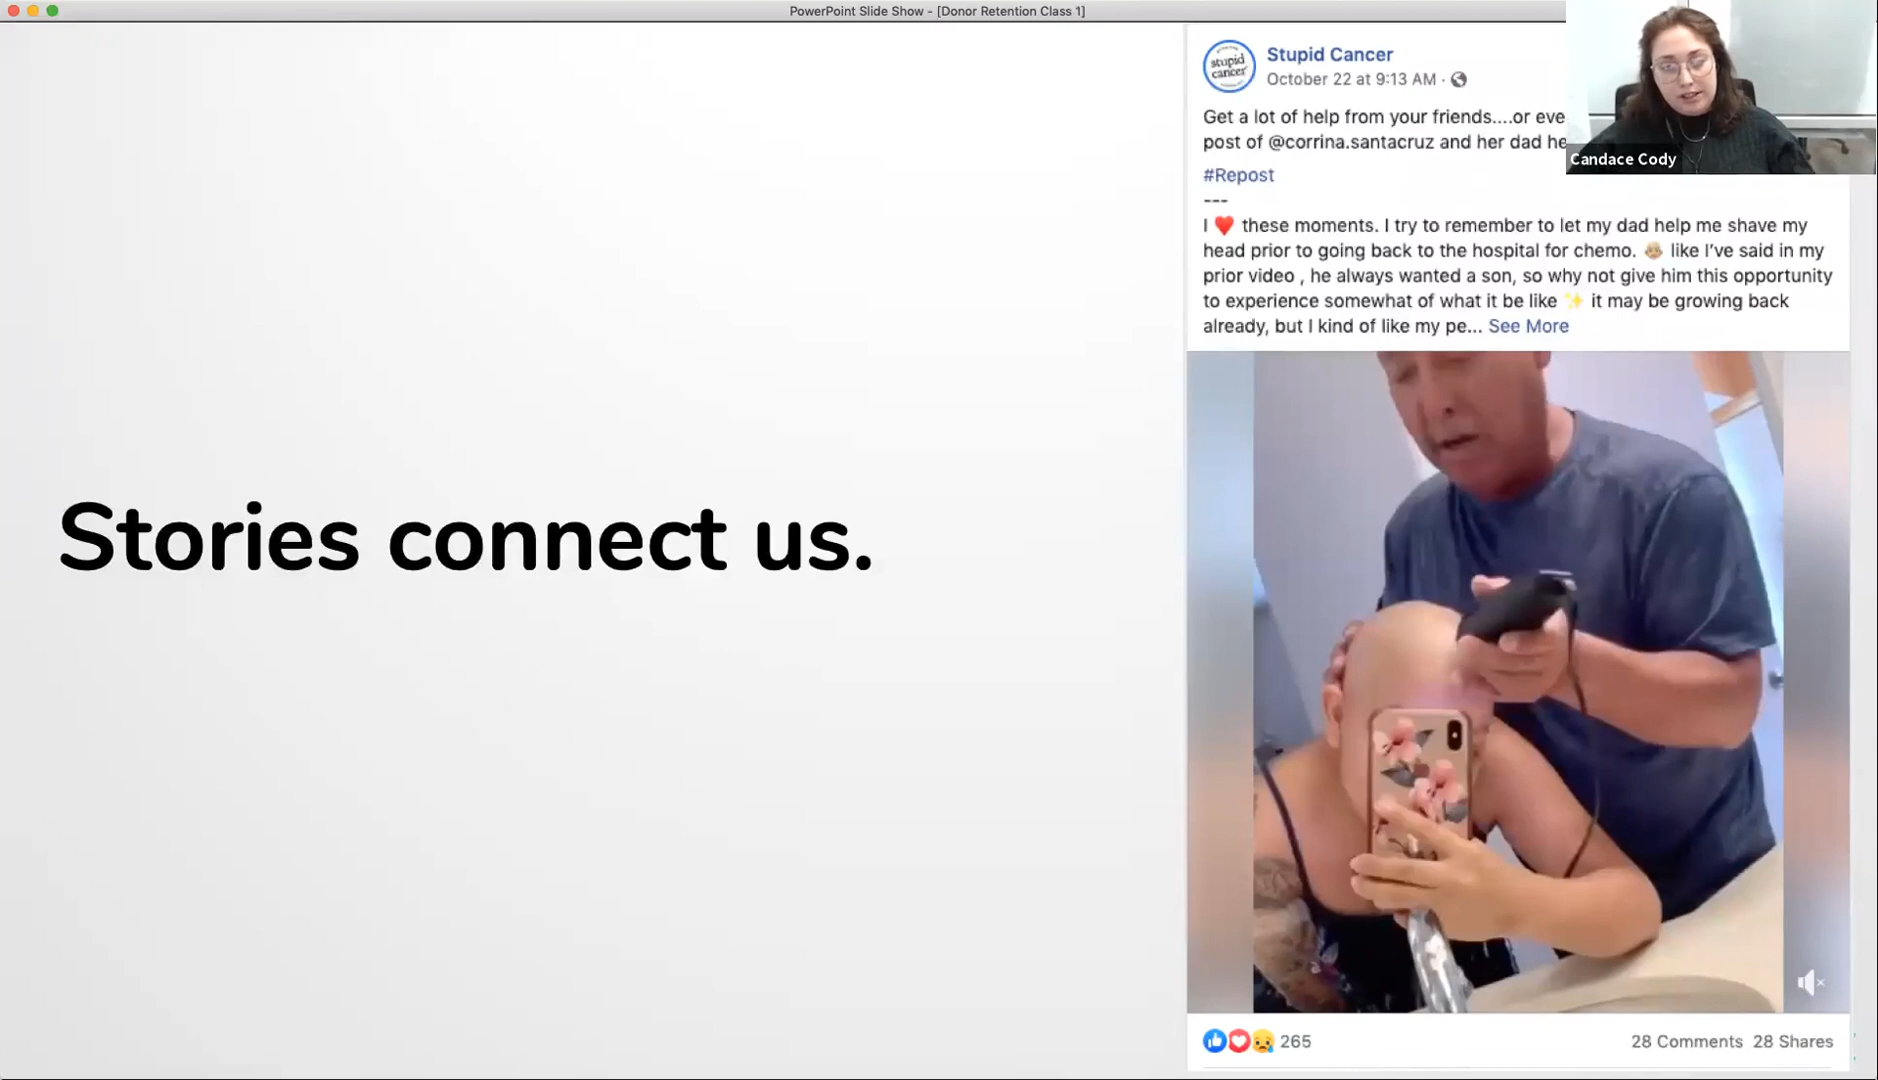 PowerPoint Slide Show - [Donor Retention Class 1]
Stories connect us.
stupid
cancer
Stupid Cancer
October 22 at 9:13 AM ·
Get a lot of help from your friends....or eve
post of @corrina.santacruz and her dad he
#Repost
---
I ❤️ these moments. I try to remember to let my dad help me shave my
head prior to going back to the hospital for chemo. 👴🏼 like I've said in my
prior video , he always wanted a son, so why not give him this opportunity
to experience somewhat of what it be like ✨ it may be growing back
already, but I kind of like my pe... See More
265
28 Comments 28 Shares
Candace Cody